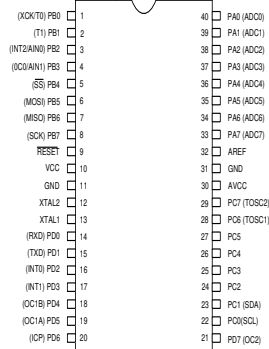 (XCK/T0) PB0 1 40 PA0 (ADC0)
(T1) PB1 2 39 PA1 (ADC1)
(INT2/AIN0) PB2 3 38 PA2 (ADC2)
(OC0/AIN1) PB3 4 37 PA3 (ADC3)
(SS) PB4 5 36 PA4 (ADC4)
(MOSI) PB5 6 35 PA5 (ADC5)
(MISO) PB6 7 34 PA6 (ADC6)
(SCK) PB7 8 33 PA7 (ADC7)
RESET 9 32 AREF
VCC 10 31 GND
GND 11 30 AVCC
XTAL2 12 29 PC7 (TOSC2)
XTAL1 13 28 PC6 (TOSC1)
(RXD) PD0 14 27 PC5
(TXD) PD1 15 26 PC4
(INT0) PD2 16 25 PC3
(INT1) PD3 17 24 PC2
(OC1B) PD4 18 23 PC1 (SDA)
(OC1A) PD5 19 22 PC0(SCL)
(ICP) PD6 20 21 PD7 (OC2)